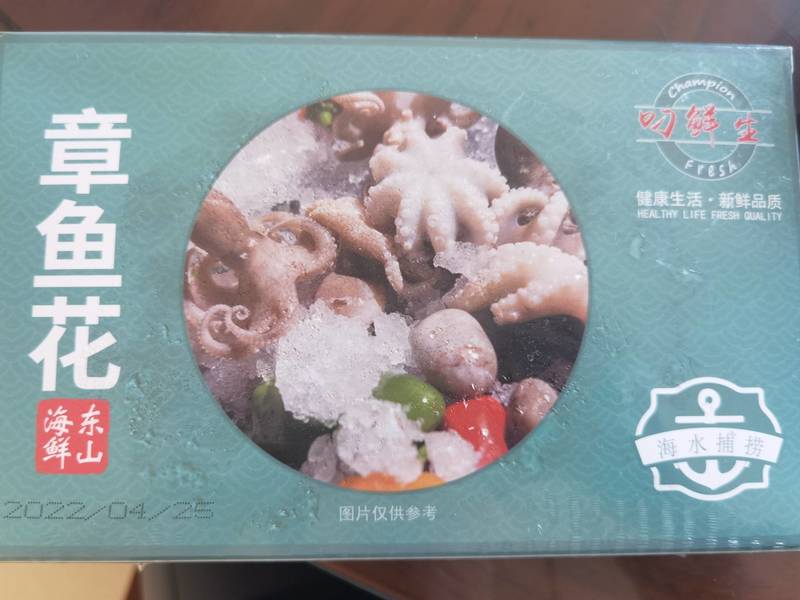 章鱼花
东山
海鲜
2022/04/25
图片仅供参考
Champion
叨鲜生
Fresh
健康生活·新鲜品质
HEALTHY LIFE FRESH QUALITY
海水捕捞